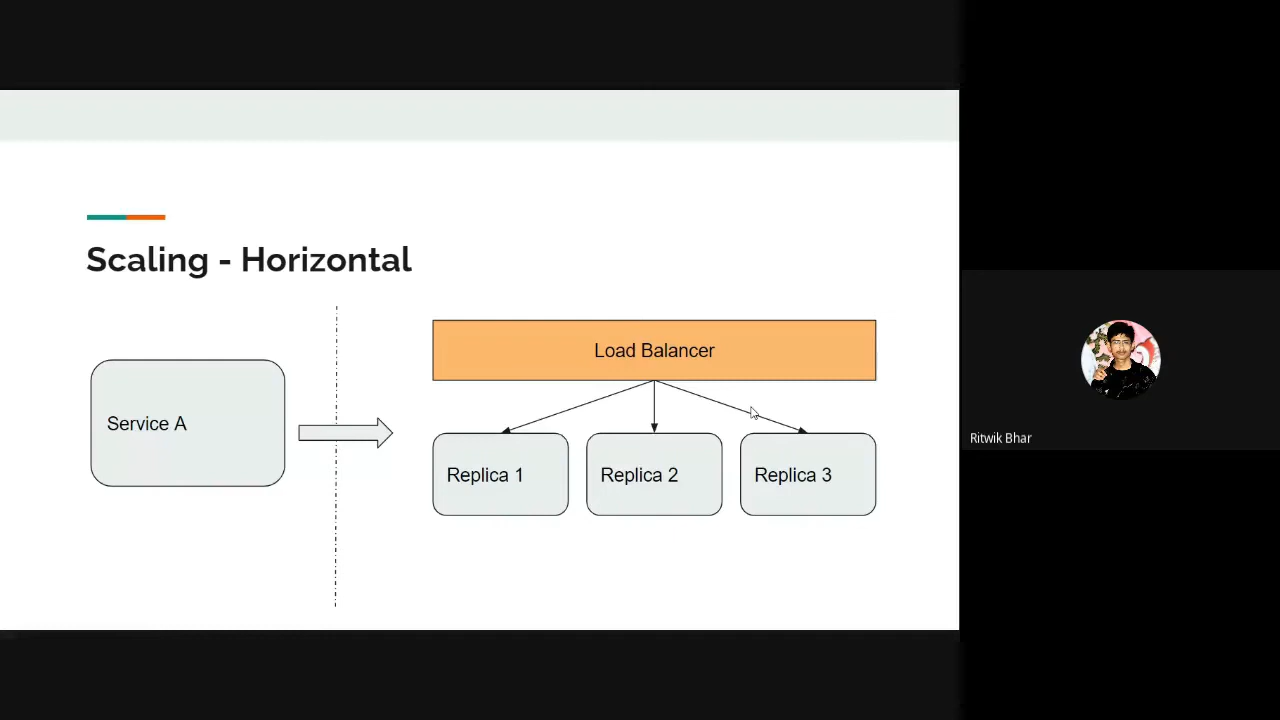 Scaling - Horizontal
Load Balancer
Service A
Replica 1
Replica 2
Replica 3
Ritwik Bhar